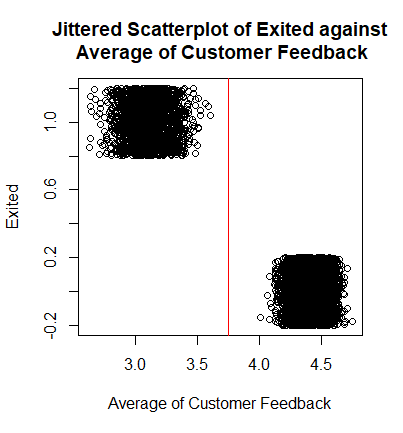 Jittered Scatterplot of Exited against
Average of Customer Feedback
Exited
1.0
0.6
0.2
-0.2
3.0 3.5 4.0 4.5
Average of Customer Feedback